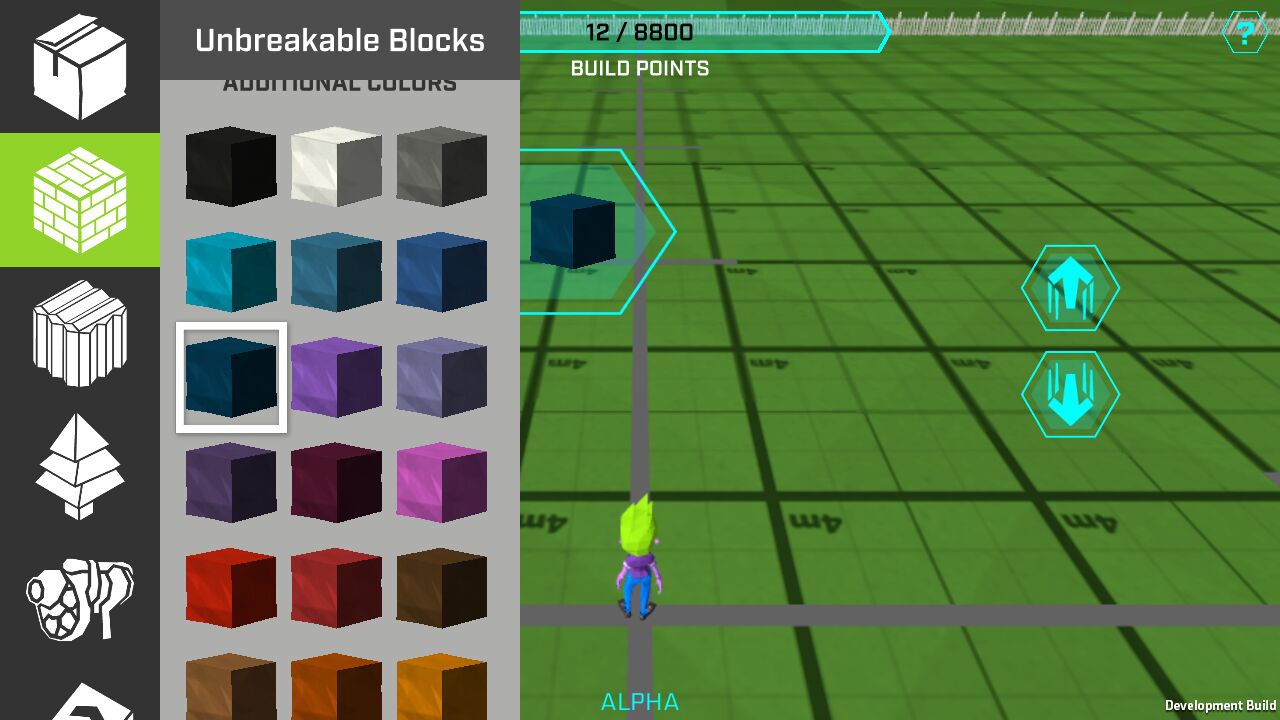 Unbreakable Blocks
ADDITIONAL COLORS
12 / 8800
BUILD POINTS
?
4m
4m
4m
4m
4m
4m
4m
ALPHA
Development Build